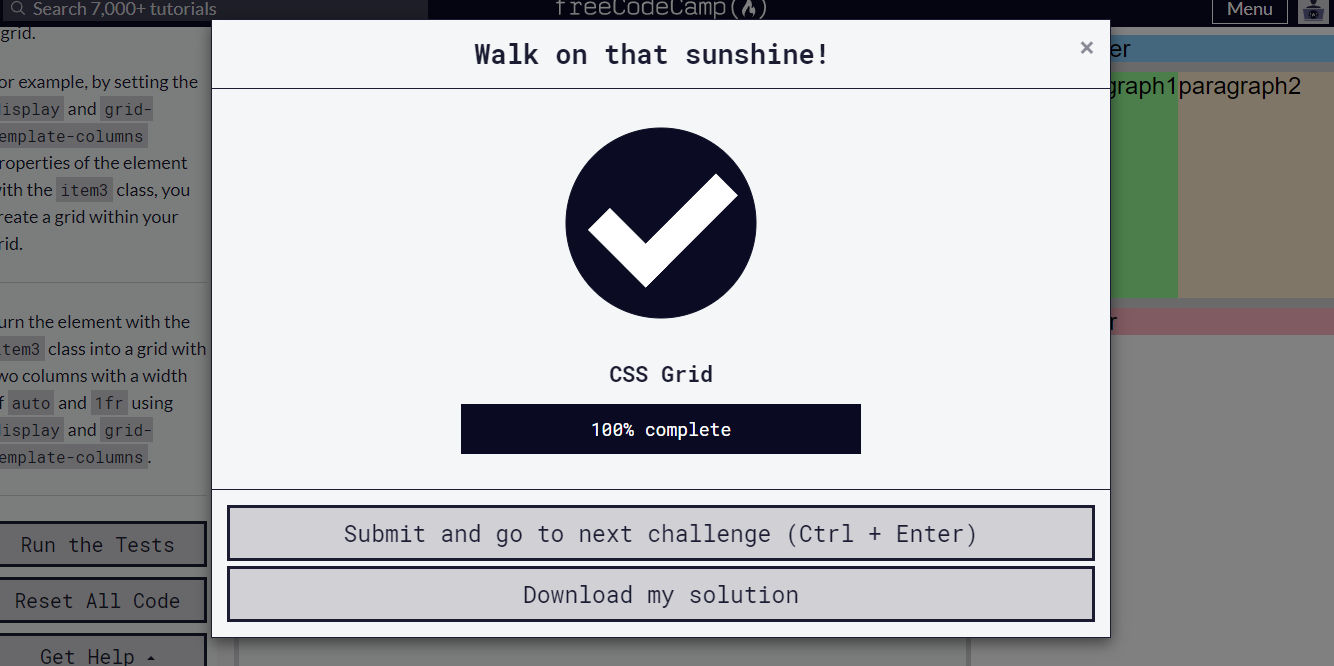 Search 7,000+ tutorials
freeCodeCamp
Menu
grid.
or example, by setting the
isplay and grid-
emplate-columns
roperties of the element
ith the item3 class, you
reate a grid within your
rid.
urn the element with the
tem3 class into a grid with
wo columns with a width
f auto and 1fr using
isplay and grid-
emplate-columns.
Run the Tests
Reset All Code
Get Help
Walk on that sunshine!
×
CSS Grid
100% complete
Submit and go to next challenge (Ctrl + Enter)
Download my solution
er
graph1paragraph2
r